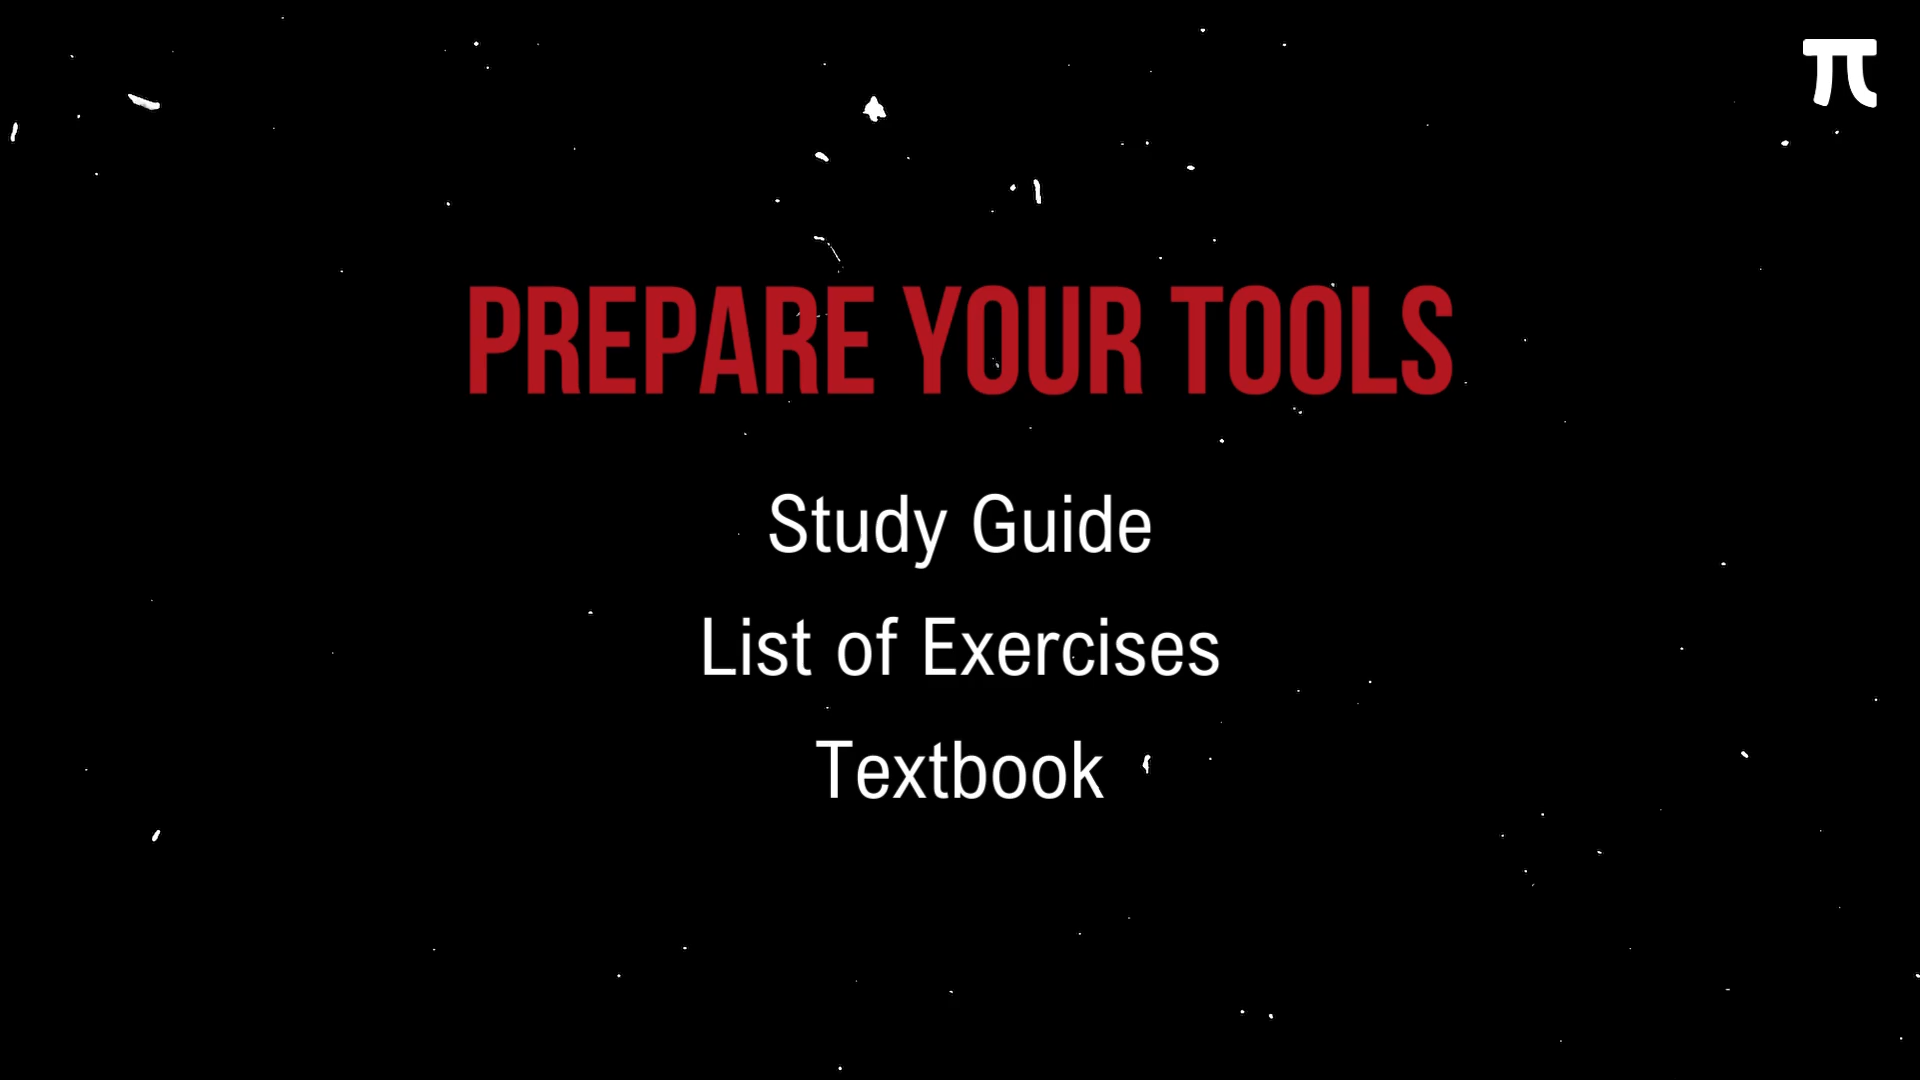 π
PREPARE YOUR TOOLS
Study Guide
List of Exercises
Textbook